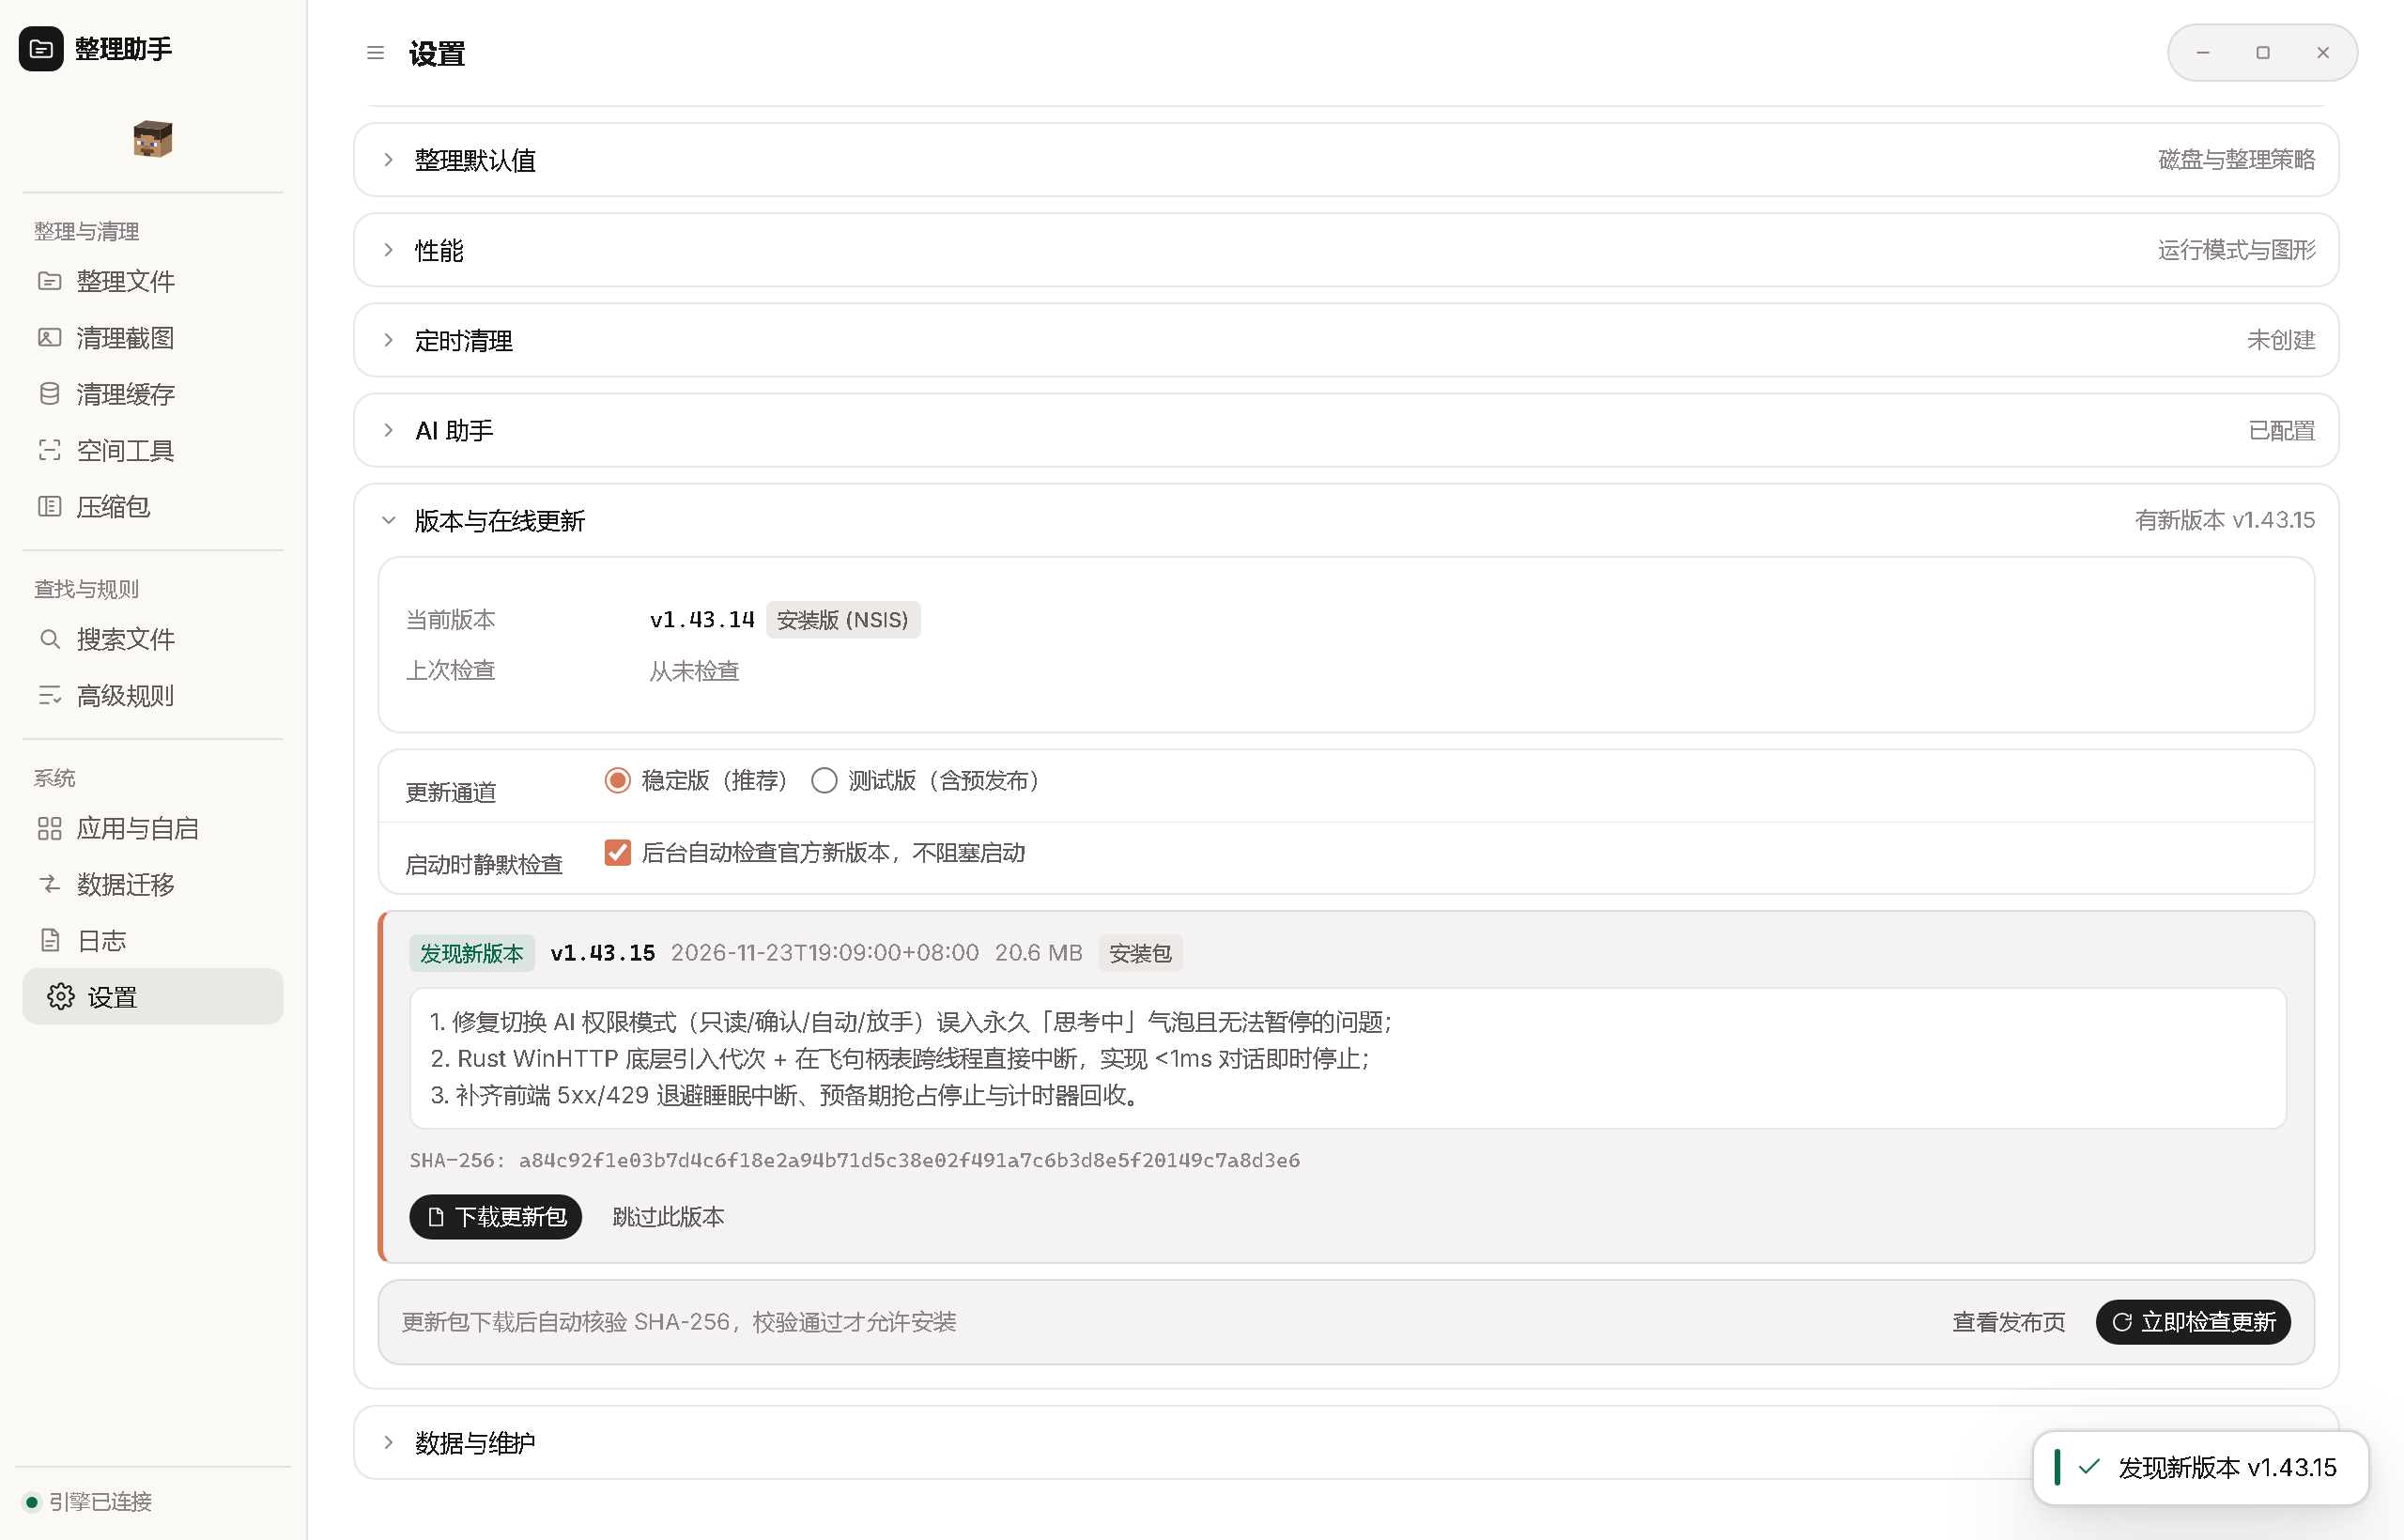 整理助手
整理与清理
整理文件
清理截图
清理缓存
空间工具
压缩包
查找与规则
搜索文件
高级规则
系统
应用与自启
数据迁移
日志
设置
引擎已连接
设置
整理默认值 磁盘与整理策略
性能 运行模式与图形
定时清理 未创建
AI 助手 已配置
版本与在线更新 有新版本 v1.43.15
当前版本 v1.43.14 安装版 (NSIS)
上次检查 从未检查
更新通道 稳定版（推荐） 测试版（含预发布）
启动时静默检查 后台自动检查官方新版本，不阻塞启动
发现新版本 v1.43.15 2026-11-23T19:09:00+08:00 20.6 MB 安装包
1. 修复切换 AI 权限模式（只读/确认/自动/放手）误入永久「思考中」气泡且无法暂停的问题；
2. Rust WinHTTP 底层引入代次 + 在飞句柄表跨线程直接中断，实现 <1ms 对话即时停止；
3. 补齐前端 5xx/429 退避睡眠中断、预备期抢占停止与计时器回收。
SHA-256: a84c92f1e03b7d4c6f18e2a94b71d5c38e02f491a7c6b3d8e5f20149c7a8d3e6
下载更新包 跳过此版本
更新包下载后自动核验 SHA-256，校验通过才允许安装 查看发布页 立即检查更新
数据与维护
发现新版本 v1.43.15